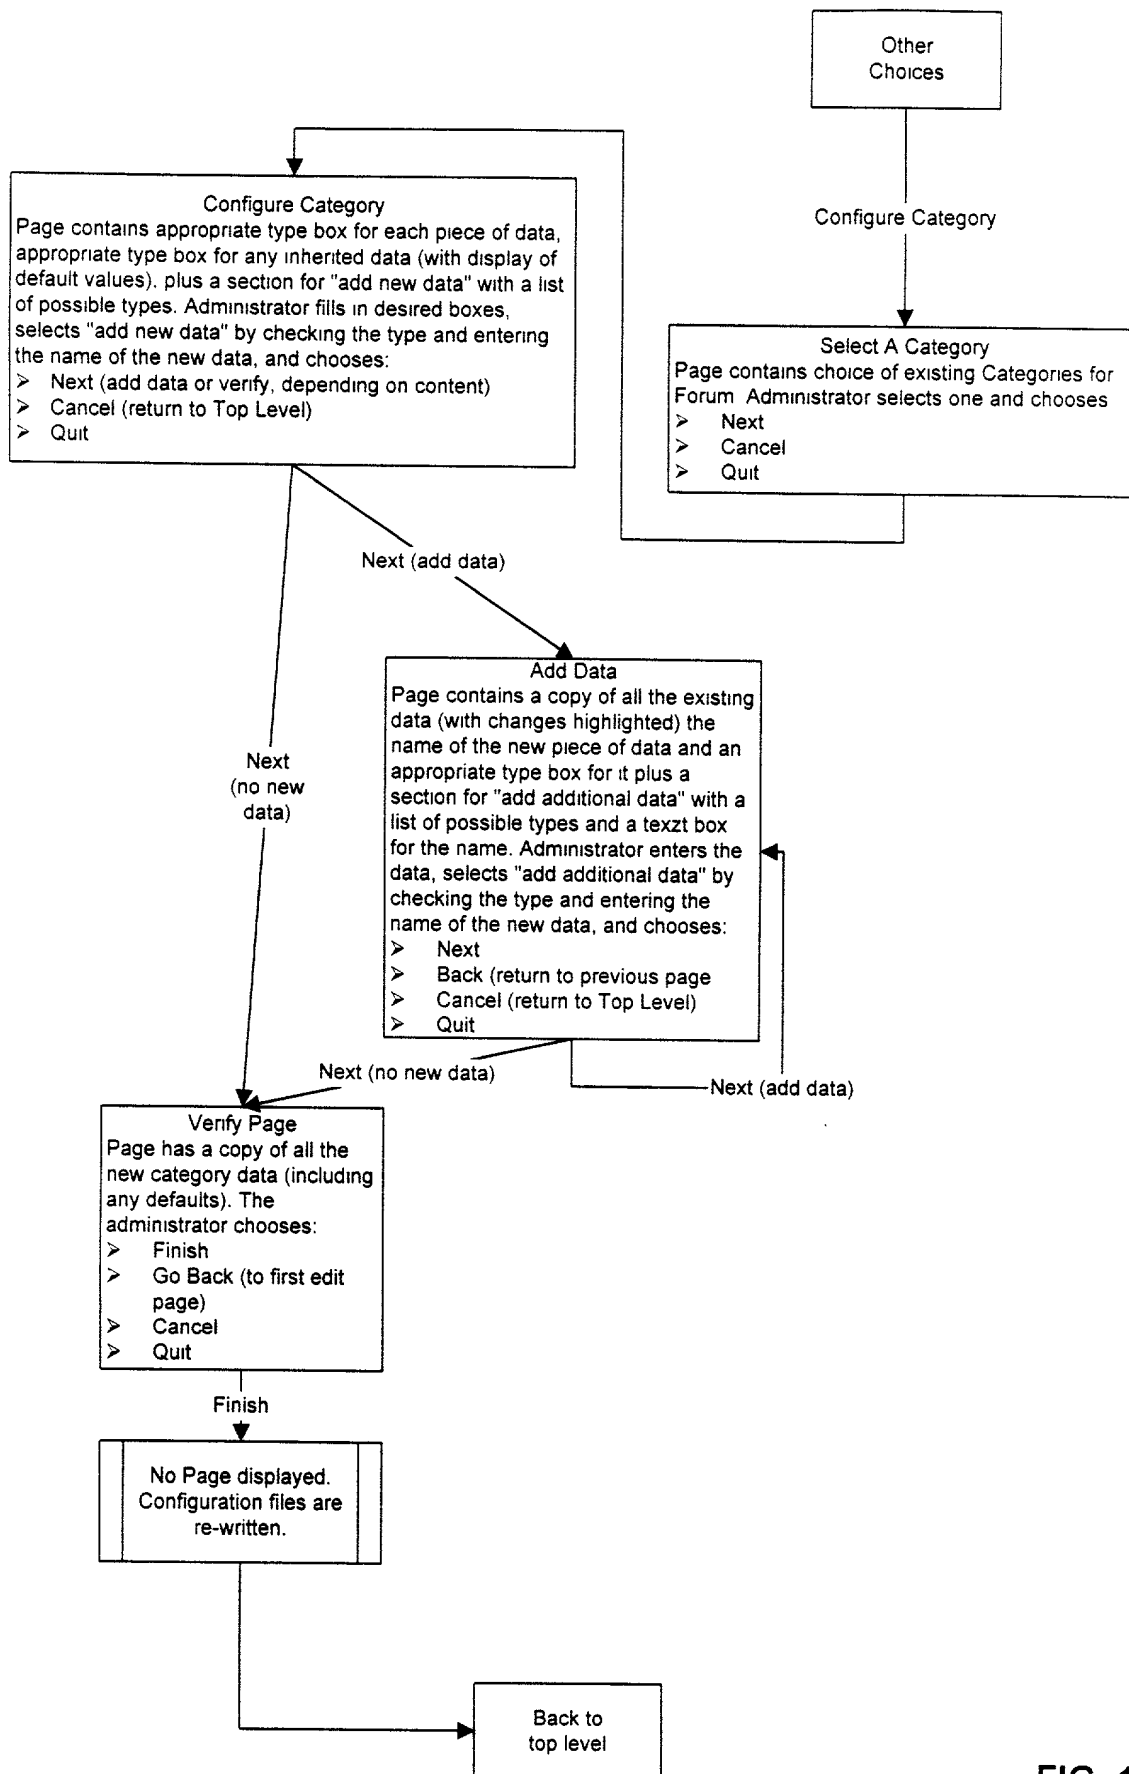 Other
Choices
Configure Category
Configure Category
Page contains appropriate type box for each piece of data,
appropriate type box for any inherited data (with display of
default values). plus a section for "add new data" with a list
of possible types. Administrator fills in desired boxes,
selects "add new data" by checking the type and entering
the name of the new data, and chooses:
➢ Next (add data or verify, depending on content)
➢ Cancel (return to Top Level)
➢ Quit
Select A Category
Page contains choice of existing Categories for
Forum Administrator selects one and chooses
➢ Next
➢ Cancel
➢ Quit
Next (add data)
Add Data
Page contains a copy of all the existing
data (with changes highlighted) the
name of the new piece of data and an
appropriate type box for it plus a
section for "add additional data" with a
list of possible types and a texzt box
for the name. Administrator enters the
data, selects "add additional data" by
checking the type and entering the
name of the new data, and chooses:
➢ Next
➢ Back (return to previous page
➢ Cancel (return to Top Level)
➢ Quit
Next
(no new
data)
Next (no new data)
Next (add data)
Verify Page
Page has a copy of all the
new category data (including
any defaults). The
administrator chooses:
➢ Finish
➢ Go Back (to first edit
page)
➢ Cancel
➢ Quit
Finish
No Page displayed.
Configuration files are
re-written.
Back to
top level